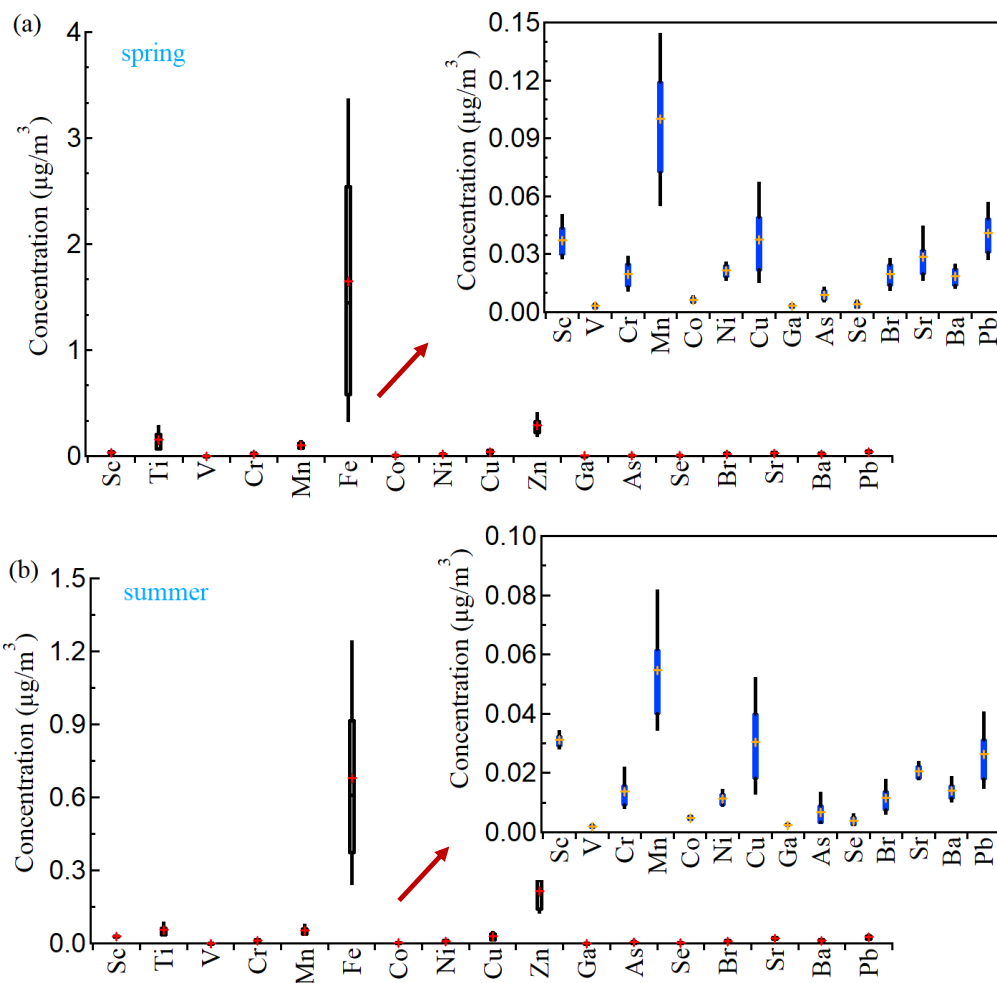 (a)
spring
Concentration (µg/m³)
4
3
2
1
0
Sc Ti V Cr Mn Fe Co Ni Cu Zn Ga As Se Br Sr Ba Pb
Concentration (µg/m³)
0.15
0.12
0.09
0.06
0.03
0.00
Sc V Cr Mn Co Ni Cu Ga As Se Br Sr Ba Pb
(b)
summer
Concentration (µg/m³)
1.5
1.2
0.9
0.6
0.3
0.0
Sc Ti V Cr Mn Fe Co Ni Cu Zn Ga As Se Br Sr Ba Pb
Concentration (µg/m³)
0.10
0.08
0.06
0.04
0.02
0.00
Sc V Cr Mn Co Ni Cu Ga As Se Br Sr Ba Pb